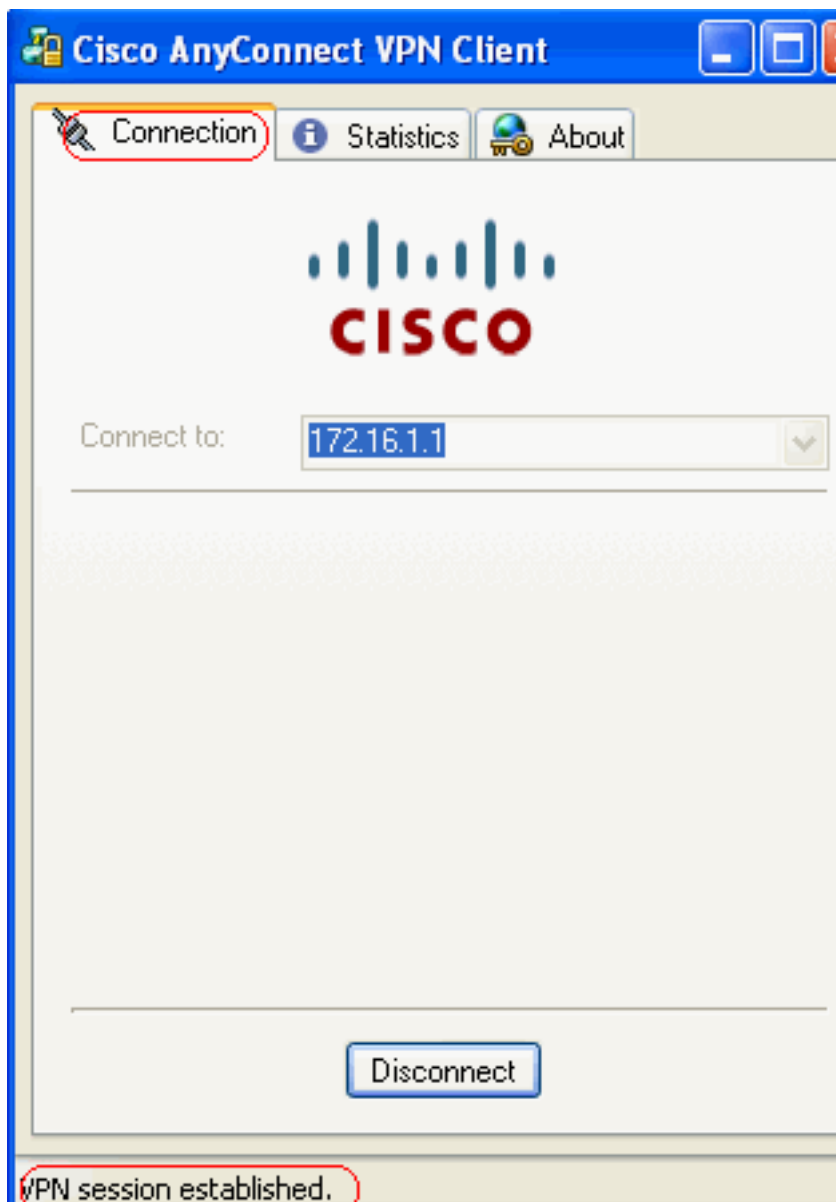 Cisco AnyConnect VPN Client
Connection Statistics About
CISCO
Connect to: 172.16.1.1
Disconnect
VPN session established.